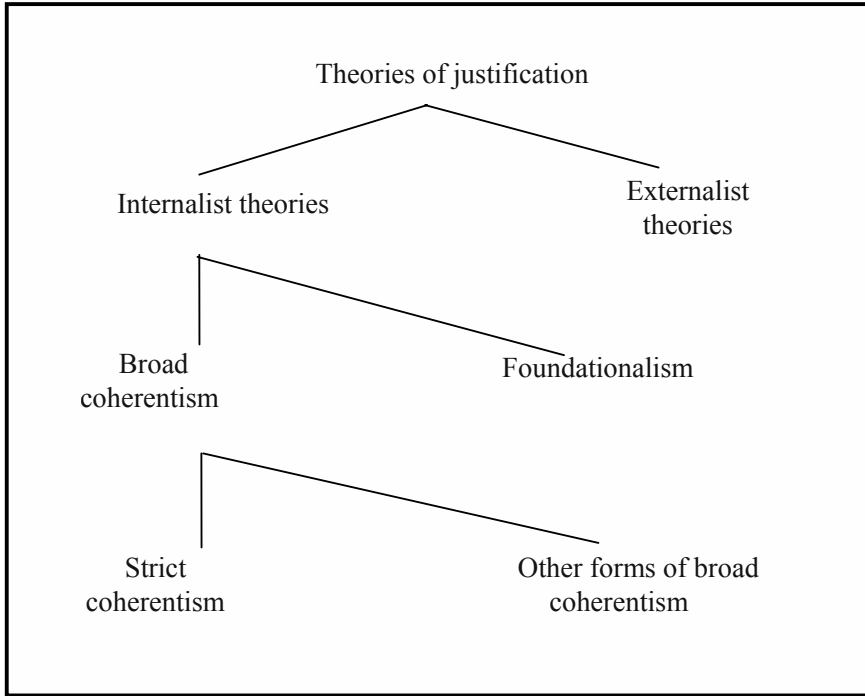 Theories of justification
Internalist theories
Externalist
theories
Broad
coherentism
Foundationalism
Strict
coherentism
Other forms of broad
coherentism